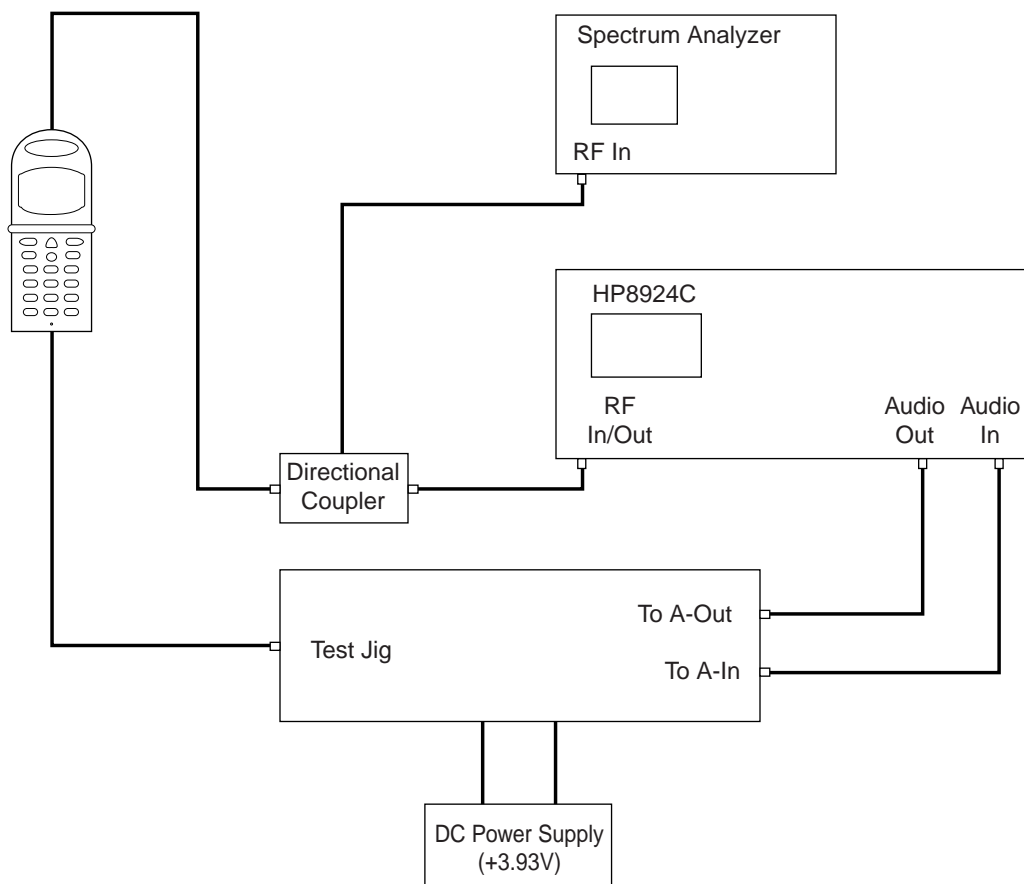 Spectrum Analyzer
RF In
HP8924C
RF
In/Out
Audio
Out
Audio
In
Directional
Coupler
To A-Out
Test Jig
To A-In
DC Power Supply
(+3.93V)